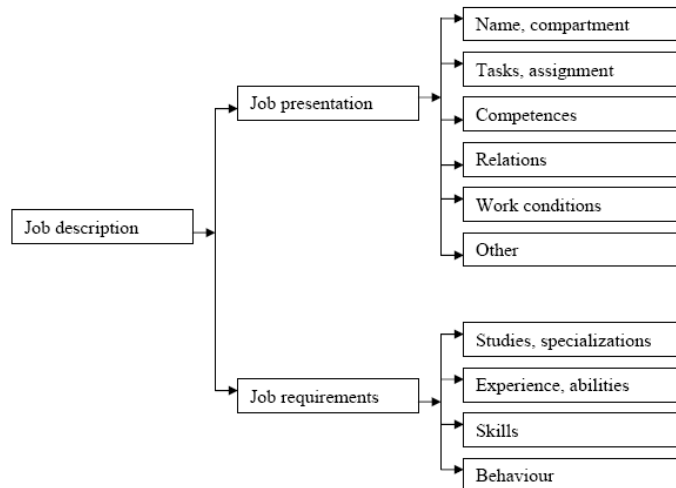 Name, compartment
Job presentation
Tasks, assignment
Competences
Relations
Work conditions
Job description
Other
Studies, specializations
Job requirements
Experience, abilities
Skills
Behaviour